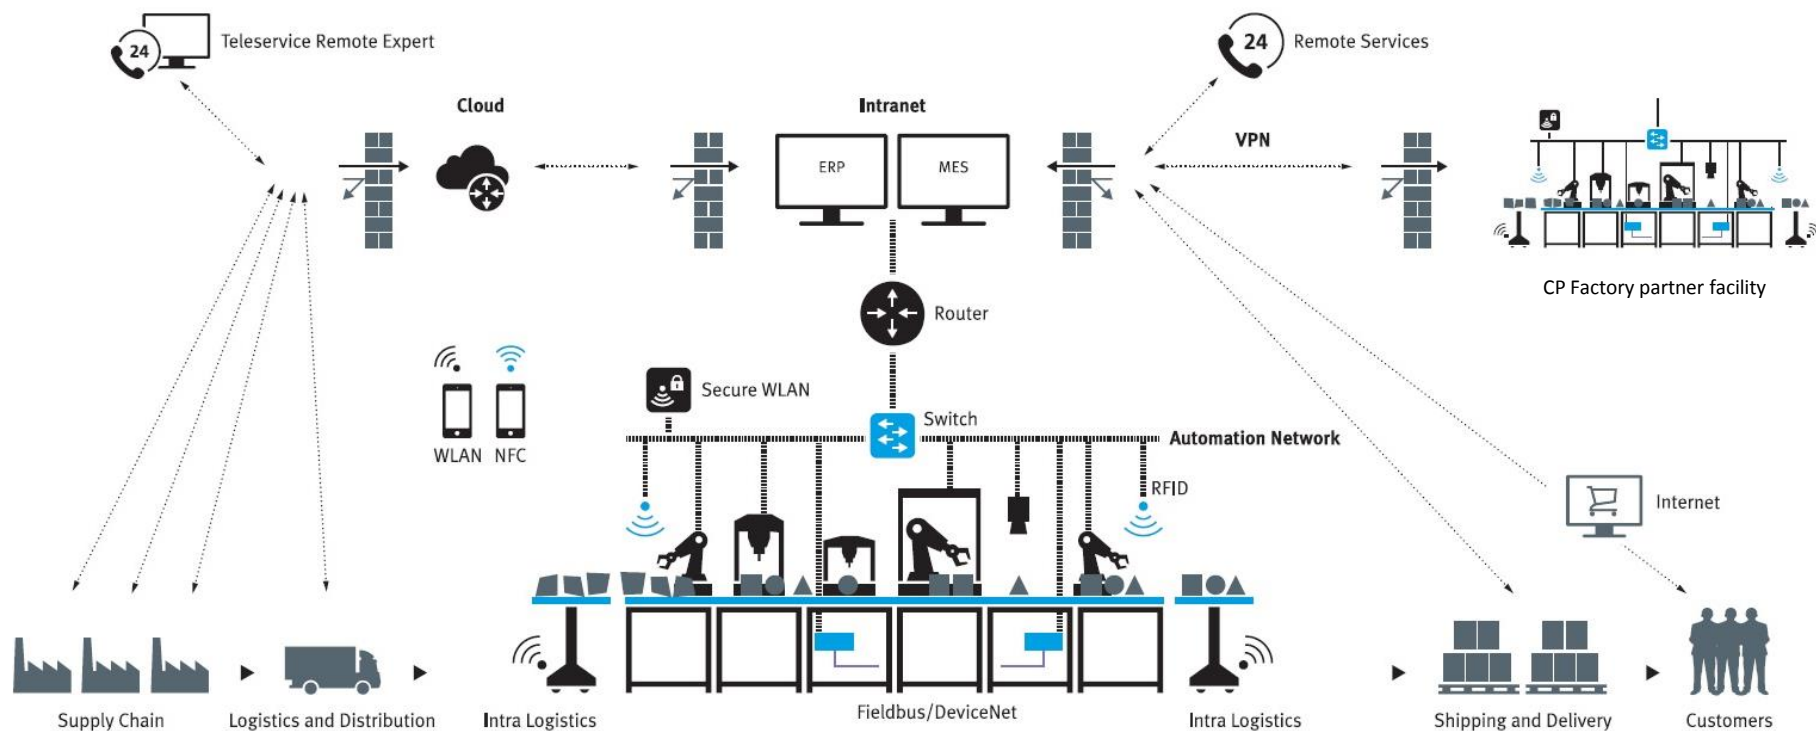 24
Teleservice Remote Expert
24
Remote Services
Cloud
Intranet
VPN
ERP
MES
CP Factory partner facility
Router
Secure WLAN
Switch
Automation Network
WLAN
NFC
RFID
Internet
Supply Chain
Logistics and Distribution
Intra Logistics
Fieldbus/DeviceNet
Intra Logistics
Shipping and Delivery
Customers